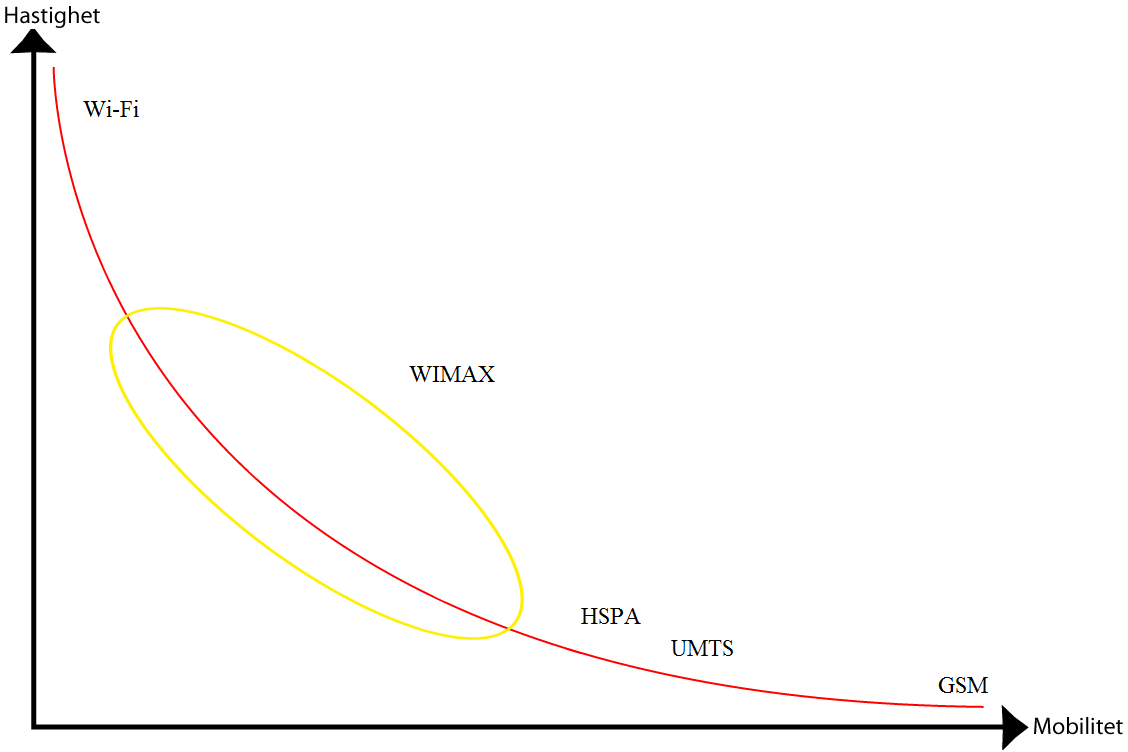 Hastighet
Wi-Fi
WIMAX
HSPA
UMTS
GSM
Mobilitet